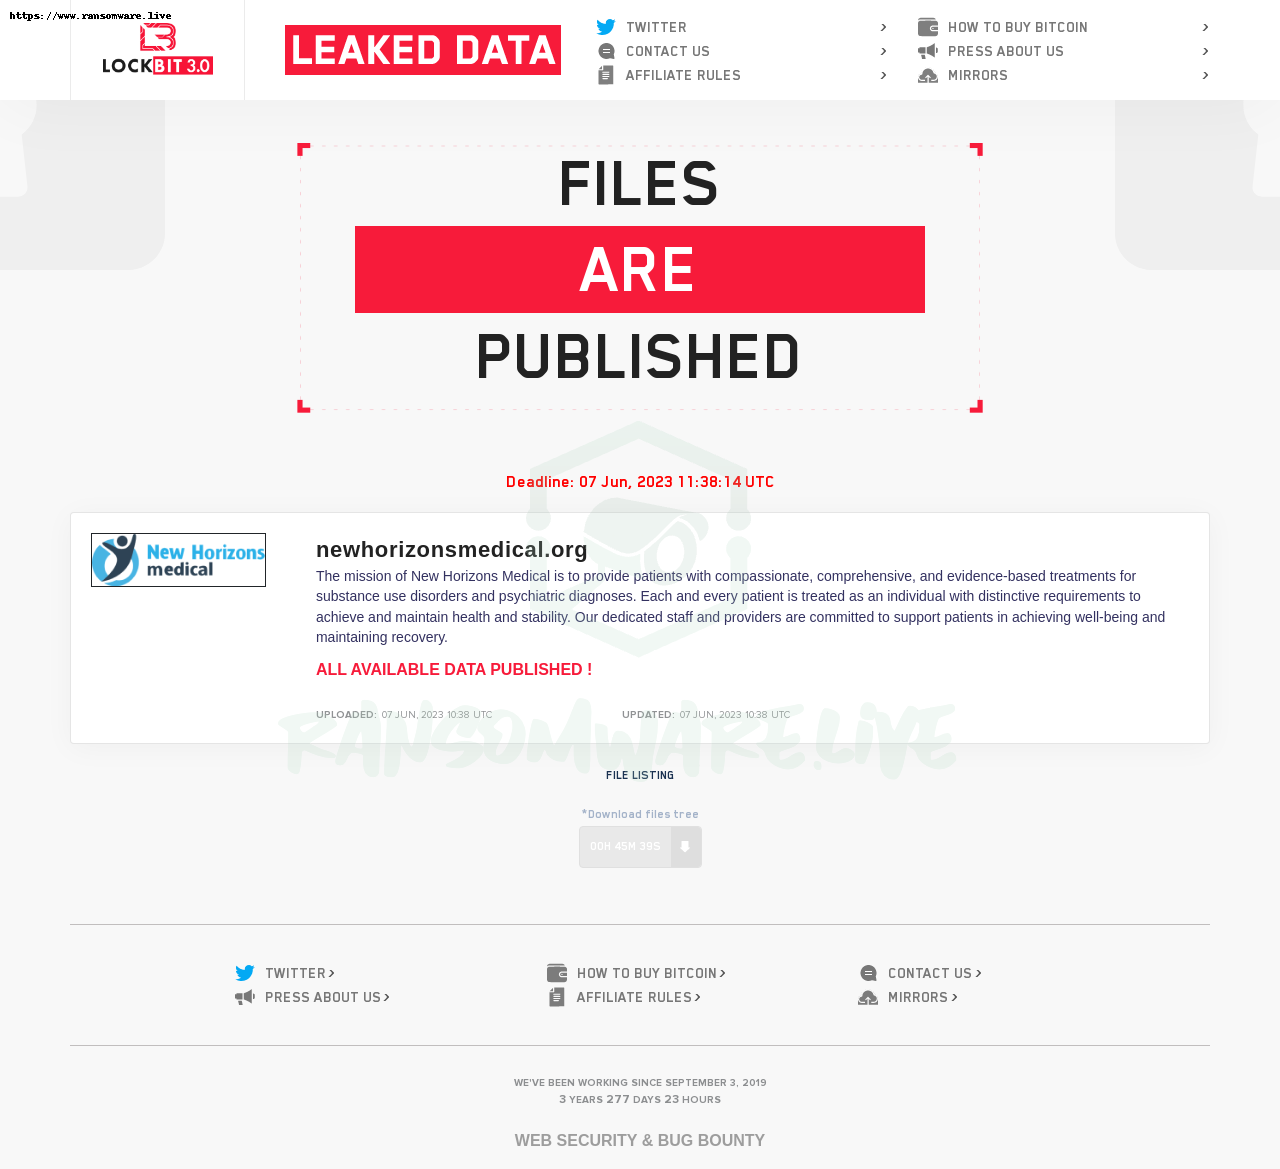 https://www.ransomware.live
LOCKBIT 3.0
LEAKED DATA
TWITTER
CONTACT US
AFFILIATE RULES
HOW TO BUY BITCOIN
PRESS ABOUT US
MIRRORS
FILES
ARE
PUBLISHED
Deadline: 07 Jun, 2023 11:38:14 UTC
New Horizons
medical
newhorizonsmedical.org
The mission of New Horizons Medical is to provide patients with compassionate, comprehensive, and evidence-based treatments for
substance use disorders and psychiatric diagnoses. Each and every patient is treated as an individual with distinctive requirements to
achieve and maintain health and stability. Our dedicated staff and providers are committed to support patients in achieving well-being and
maintaining recovery.
ALL AVAILABLE DATA PUBLISHED !
UPLOADED: 07 JUN, 2023 10:38 UTC
UPDATED: 07 JUN, 2023 10:38 UTC
RANSOMWARE.LIVE
FILE LISTING
*Download files tree
00H 45M 39S
TWITTER
HOW TO BUY BITCOIN
CONTACT US
PRESS ABOUT US
AFFILIATE RULES
MIRRORS
WE'VE BEEN WORKING SINCE SEPTEMBER 3, 2019
3 YEARS 277 DAYS 23 HOURS
WEB SECURITY & BUG BOUNTY